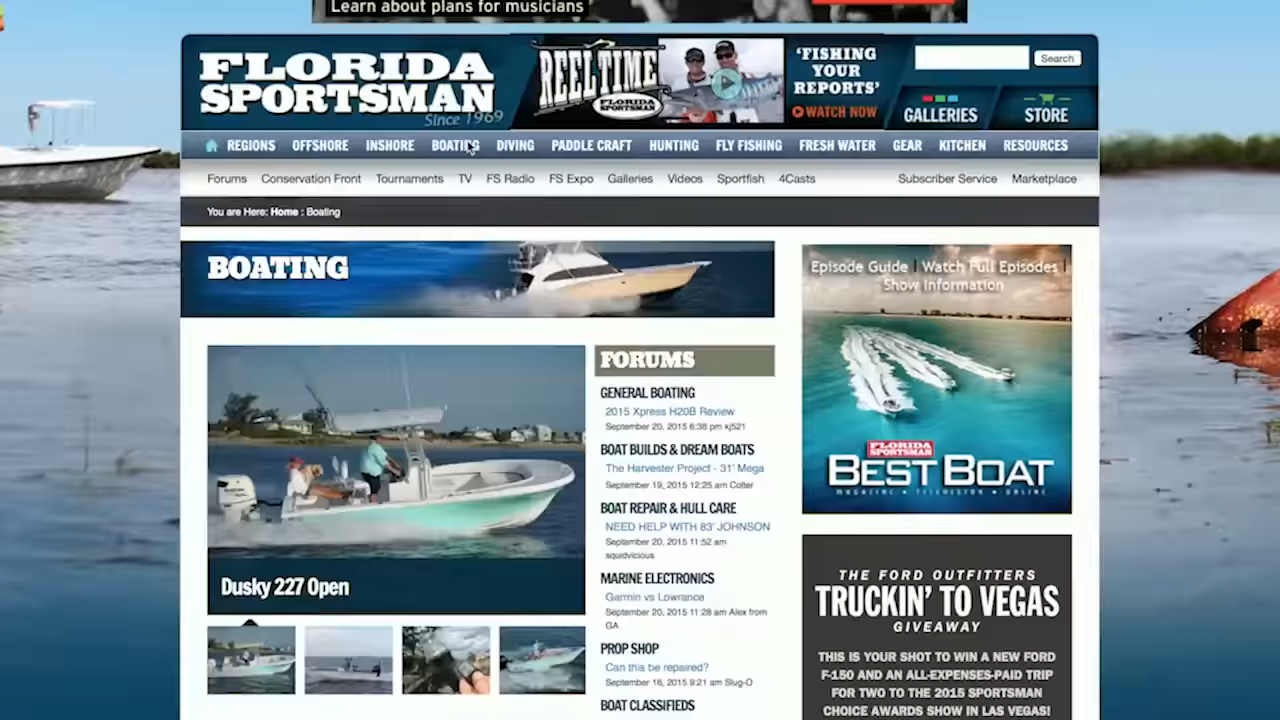 Learn about plans for musicians
FLORIDA
SPORTSMAN
Since 1969
REEL TIME
FLORIDA
SPORTSMAN
'FISHING
YOUR
REPORTS'
WATCH NOW
Search
GALLERIES
STORE
REGIONS OFFSHORE INSHORE BOATING DIVING PADDLE CRAFT HUNTING FLY FISHING FRESH WATER GEAR KITCHEN RESOURCES
Forums Conservation Front Tournaments TV FS Radio FS Expo Galleries Videos Sportfish 4Casts Subscriber Service Marketplace
You are Here: Home : Boating
BOATING
Dusky 227 Open
FORUMS
GENERAL BOATING
2015 Xpress H20B Review
September 20, 2015 6:38 pm xj521
BOAT BUILDS & DREAM BOATS
The Harvester Project - 31' Mega
September 19, 2015 12:25 am Colter
BOAT REPAIR & HULL CARE
NEED HELP WITH 83' JOHNSON
September 20, 2015 11:52 am
squidvicious
MARINE ELECTRONICS
Garmin vs Lowrance
September 20, 2015 11:28 am Alex from
GA
PROP SHOP
Can this be repaired?
September 16, 2015 9:21 am Slug-O
BOAT CLASSIFIEDS
Episode Guide | Watch Full Episodes |
Show Information
FLORIDA
SPORTSMAN
BEST BOAT
MAGAZINE • TELEVISION • ONLINE
THE FORD OUTFITTERS
TRUCKIN' TO VEGAS
GIVEAWAY
THIS IS YOUR SHOT TO WIN A NEW FORD
F-150 AND AN ALL-EXPENSES-PAID TRIP
FOR TWO TO THE 2015 SPORTSMAN
CHOICE AWARDS SHOW IN LAS VEGAS!